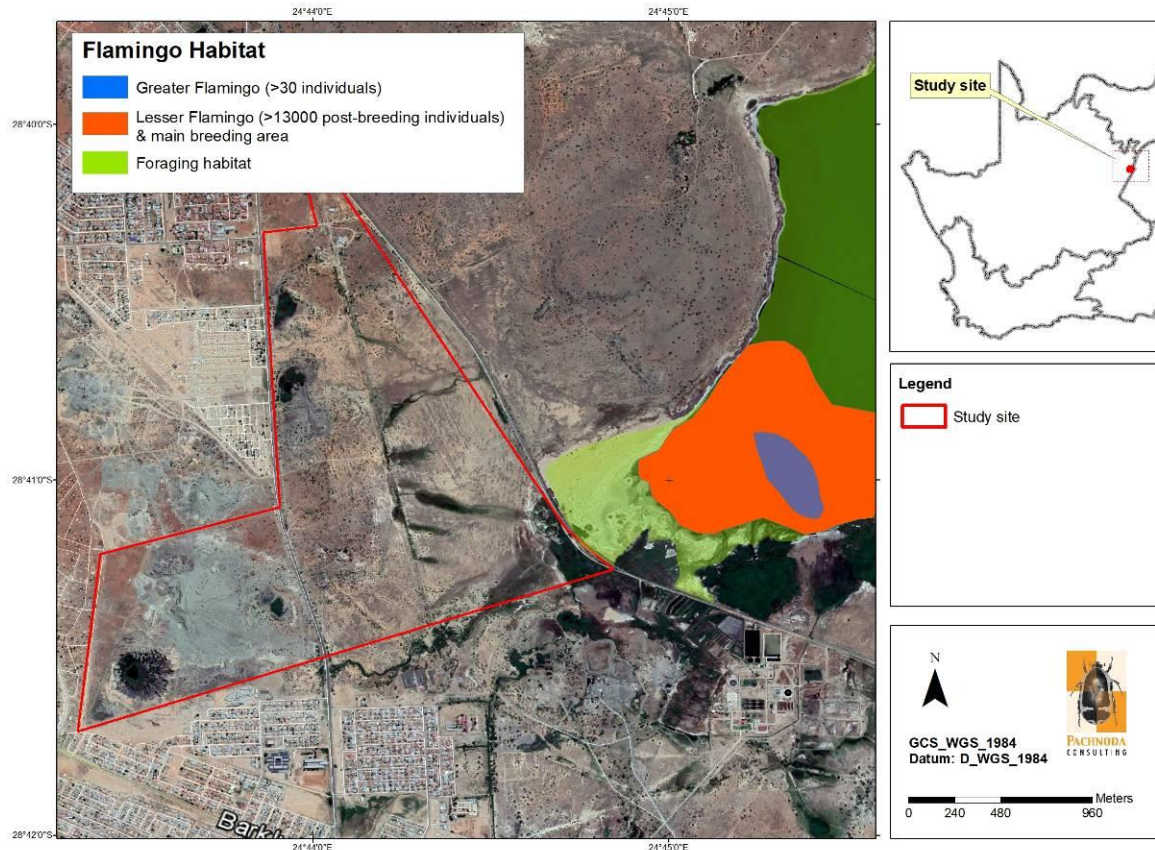 24°44'0"E
24°45'0"E
Flamingo Habitat
Greater Flamingo (>30 individuals)
Lesser Flamingo (>13000 post-breeding individuals)
& main breeding area
Foraging habitat
28°40'0"S
28°41'0"S
28°42'0"S
24°44'0"E
24°45'0"E
Study site
Legend
Study site
N
GCS_WGS_1984
Datum: D_WGS_1984
PACHNODA
CONSULTING
Meters
0 240 480 960